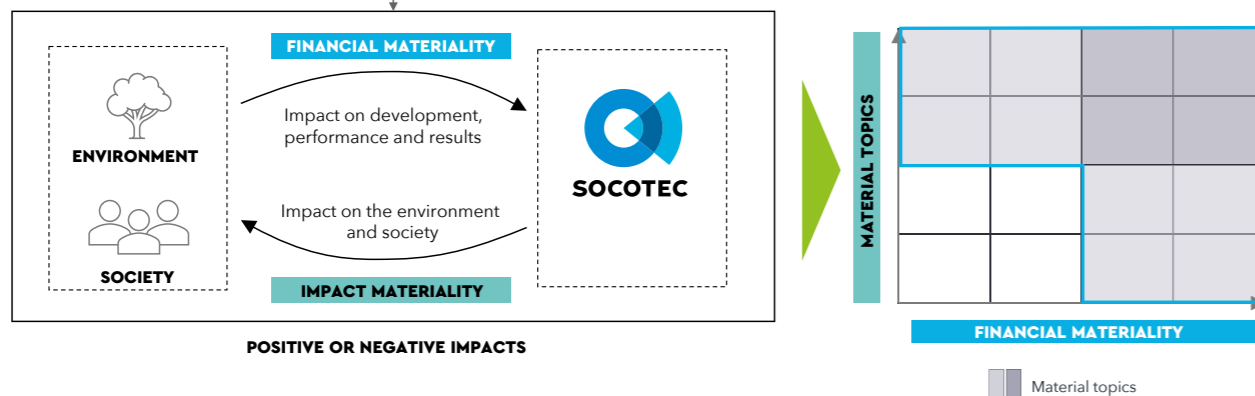 FINANCIAL MATERIALITY
Impact on development,
performance and results
ENVIRONMENT
SOCOTEC
Impact on the environment
and society
SOCIETY
IMPACT MATERIALITY
POSITIVE OR NEGATIVE IMPACTS
MATERIAL TOPICS
FINANCIAL MATERIALITY
Material topics